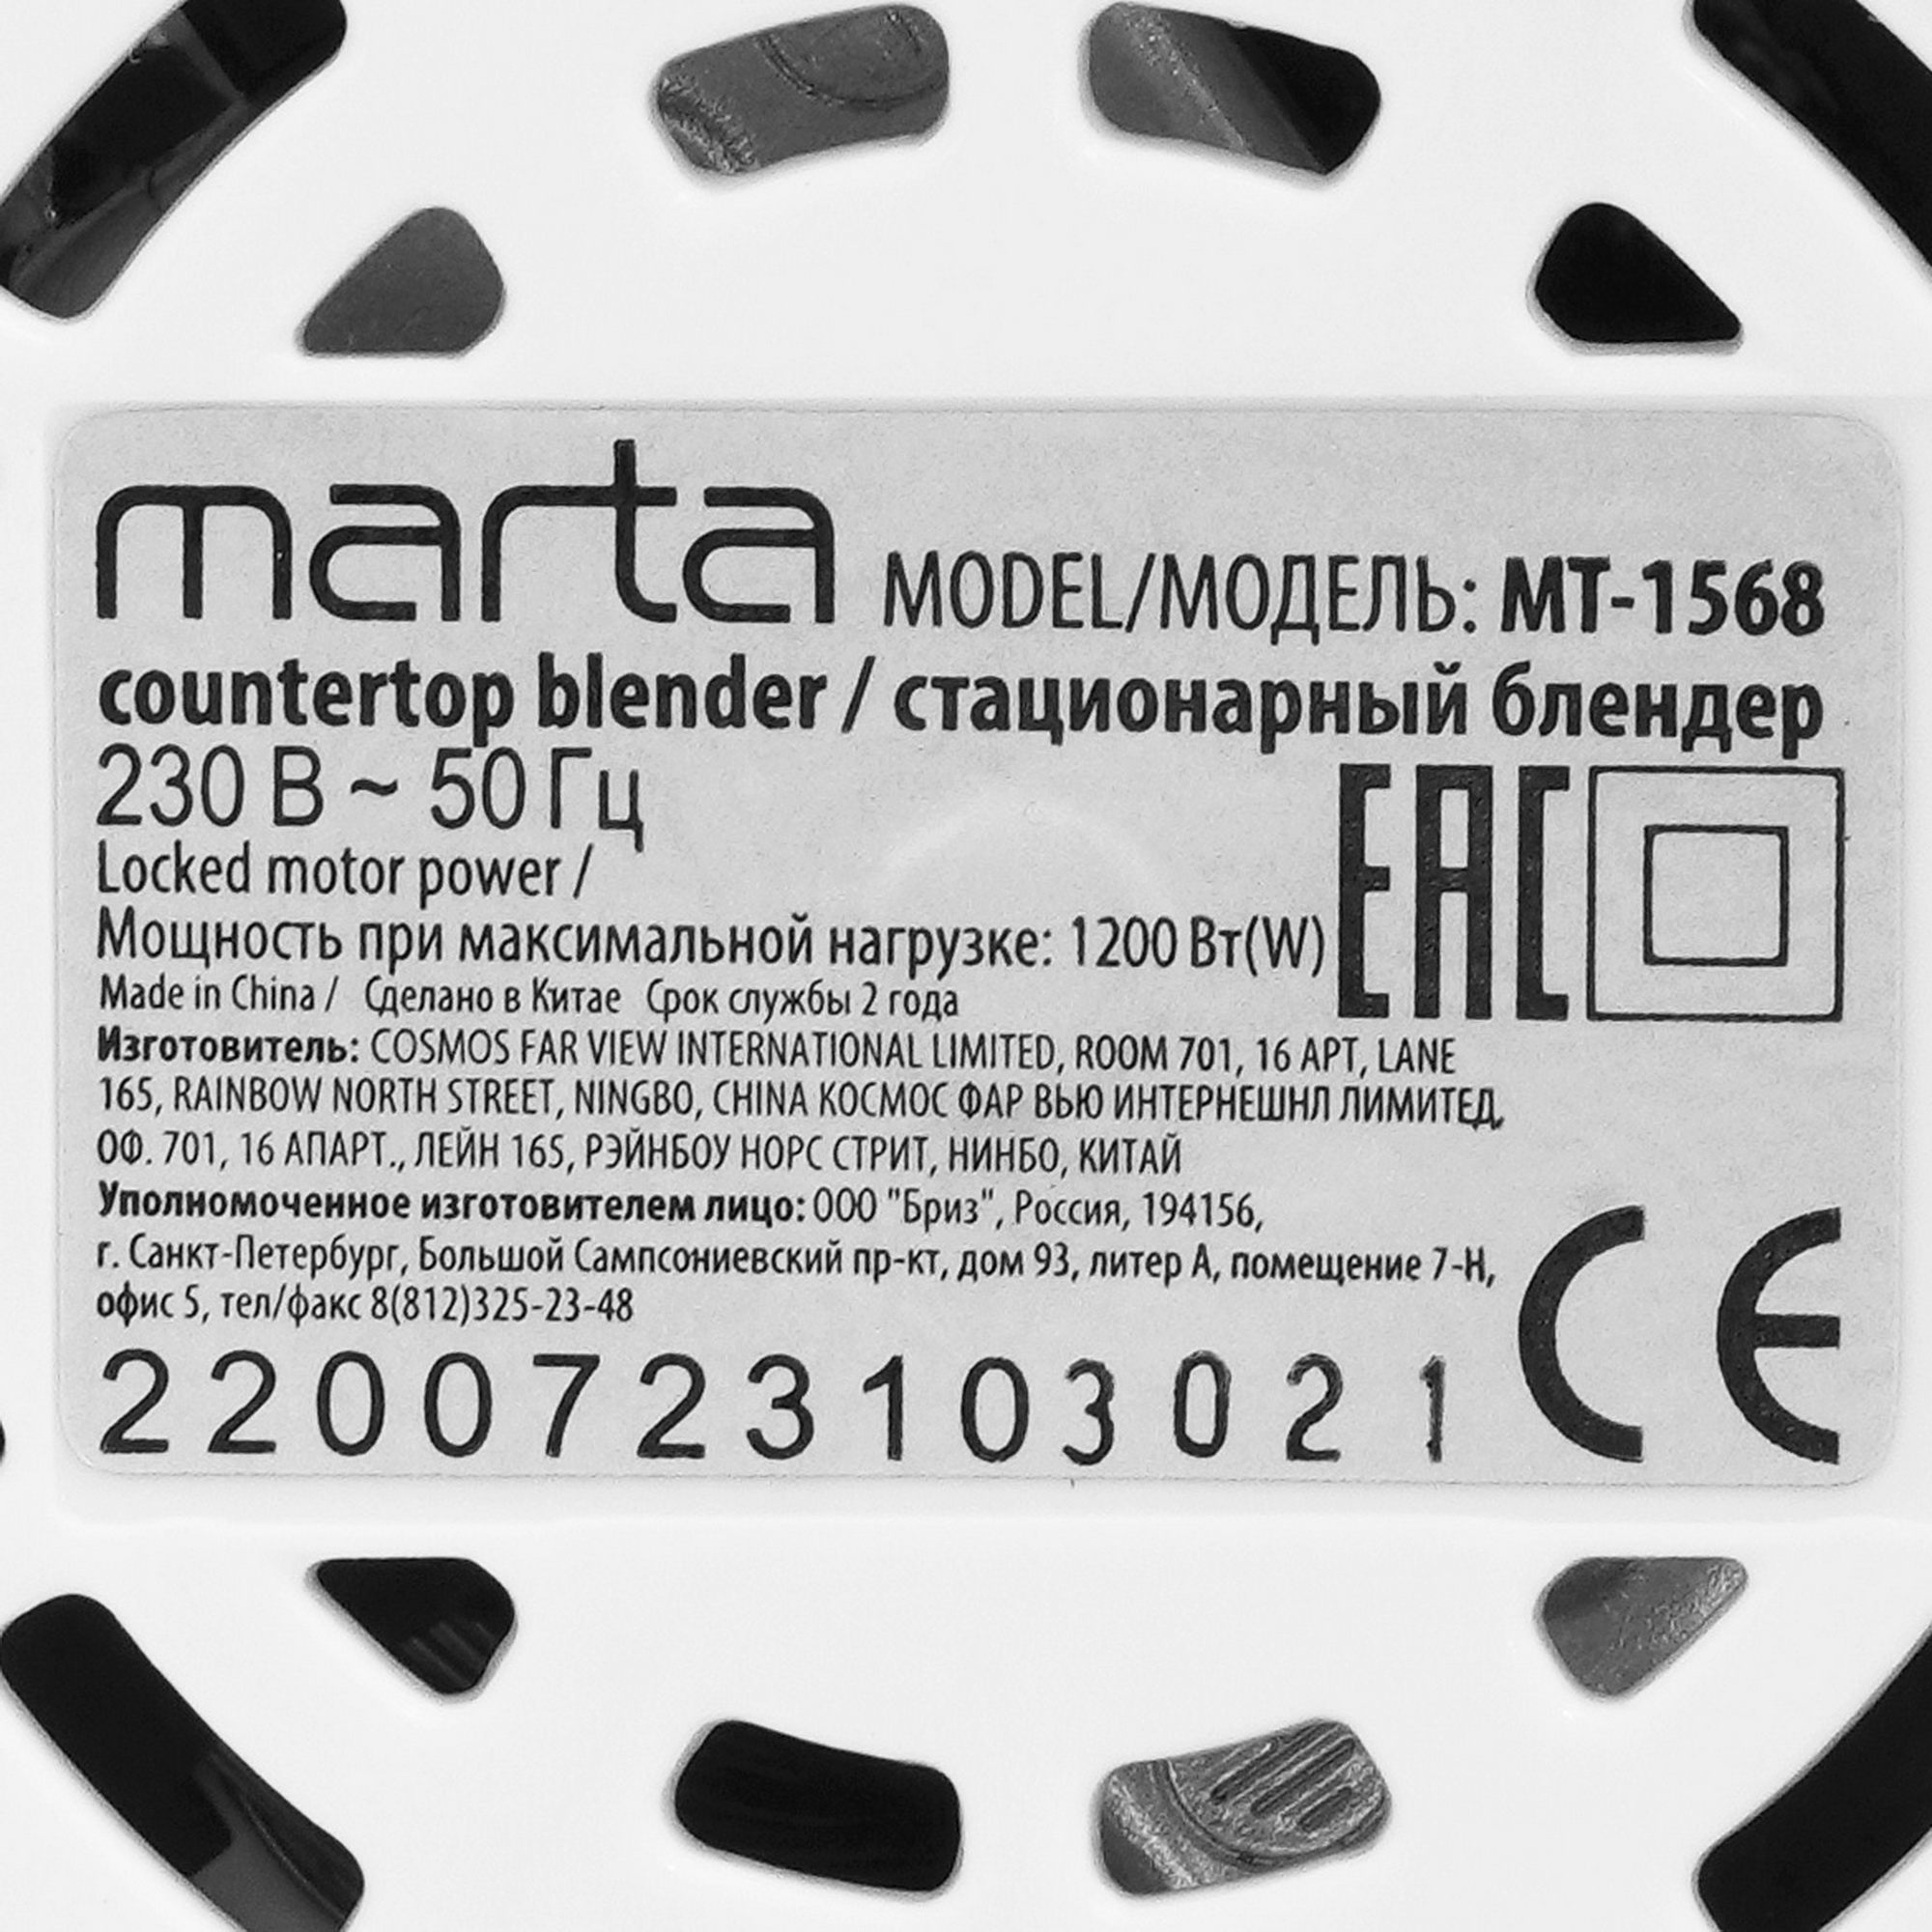 marta MODEL/МОДЕЛЬ: МТ-1568
countertop blender / стационарный блендер
230 В ~ 50 Гц
EAC
Locked motor power /
Мощность при максимальной нагрузке: 1200 Вт(W)
Made in China / Сделано в Китае Срок службы 2 года
Изготовитель: COSMOS FAR VIEW INTERNATIONAL LIMITED, ROOM 701, 16 APT, LANE
165, RAINBOW NORTH STREET, NINGBO, CHINA КОСМОС ФАР ВЬЮ ИНТЕРНЕШНЛ ЛИМИТЕД,
ОФ. 701, 16 АПАРТ., ЛЕЙН 165, РЭЙНБОУ НОРС СТРИТ, НИНБО, КИТАЙ
Уполномоченное изготовителем лицо: ООО "Бриз", Россия, 194156,
г. Санкт-Петербург, Большой Сампсониевский пр-кт, дом 93, литер А, помещение 7-Н,
офис 5, тел/факс 8(812)325-23-48
2200723103021
CE